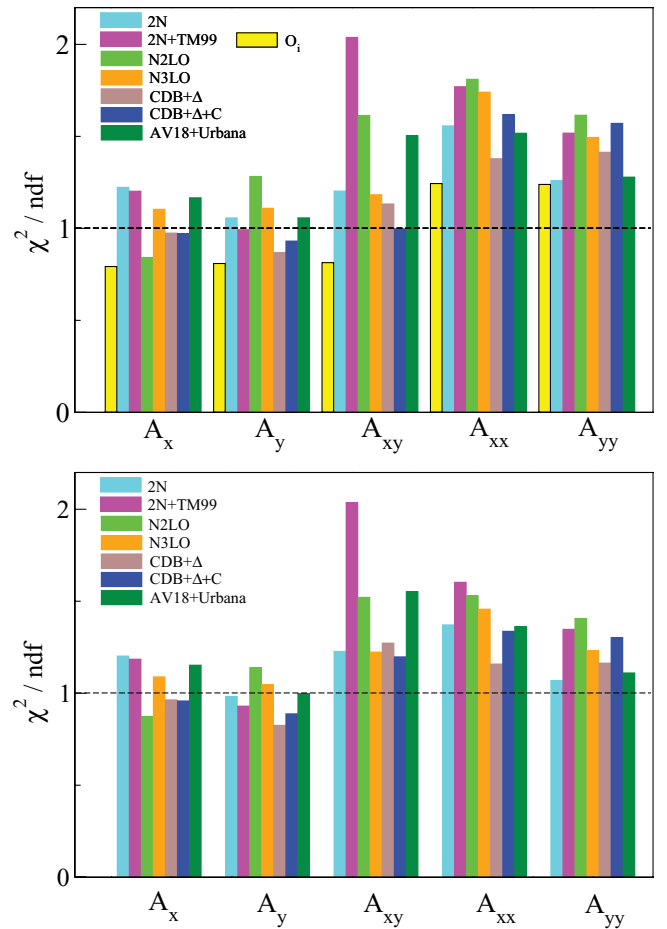 2
2N
2N+TM99
O_i
N2LO
N3LO
CDB+Δ
CDB+Δ+C
AV18+Urbana
χ² / ndf
1
0
A_x A_y A_xy A_xx A_yy
2N
2
2N+TM99
N2LO
N3LO
CDB+Δ
CDB+Δ+C
AV18+Urbana
χ² / ndf
1
0
A_x A_y A_xy A_xx A_yy